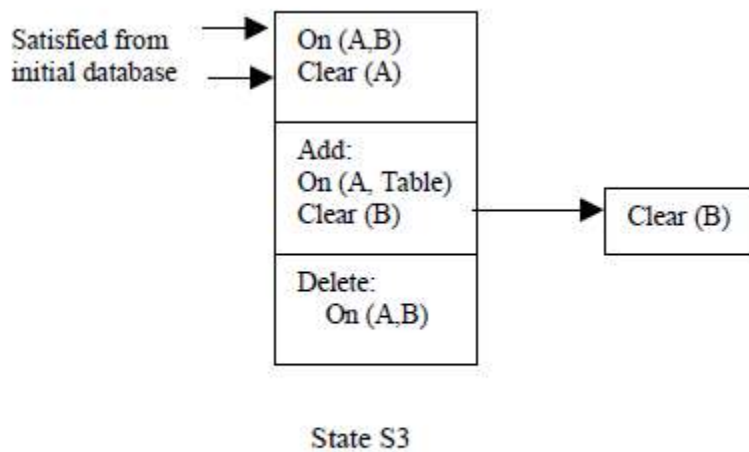 Satisfied from
initial database
On (A,B)
Clear (A)
Add:
On (A, Table)
Clear (B)
Clear (B)
Delete:
On (A,B)
State S3